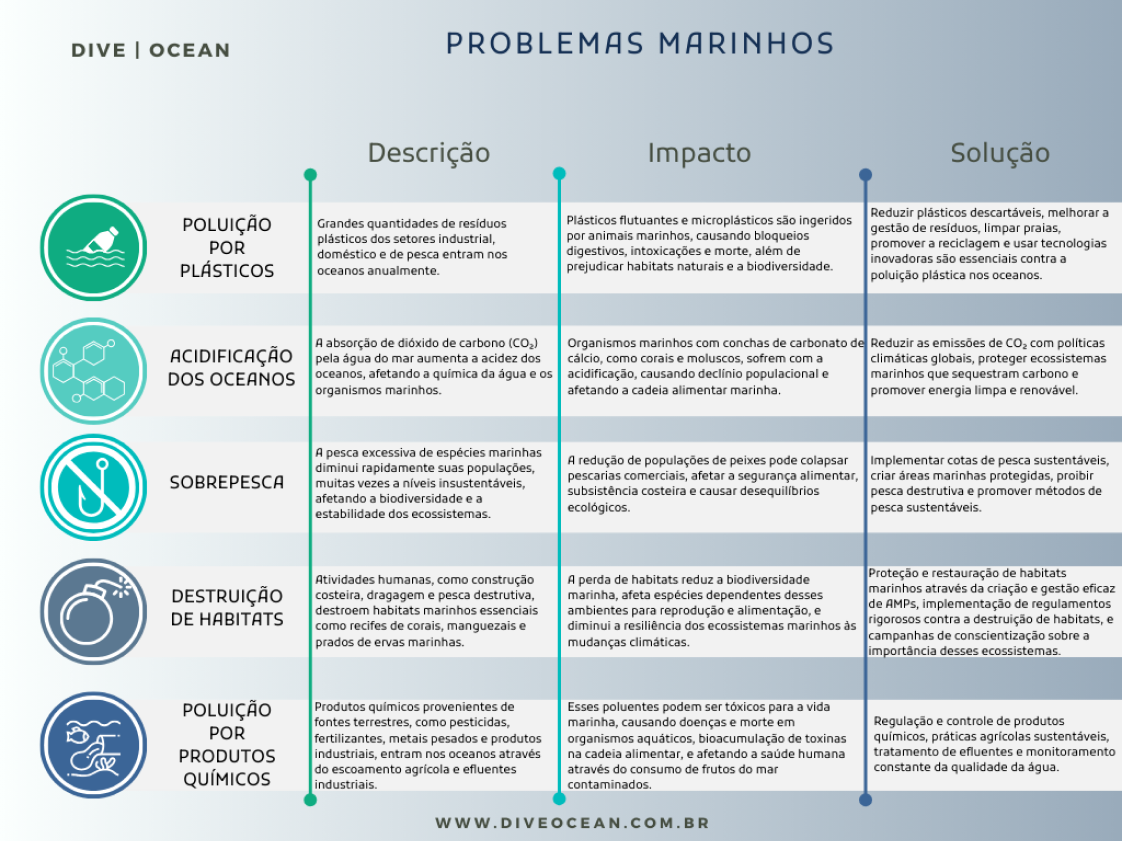 DIVE | OCEAN
PROBLEMAS MARINHOS
Descrição
Impacto
Solução
POLUIÇÃO
POR
PLÁSTICOS
Grandes quantidades de resíduos
plásticos dos setores industrial,
doméstico e de pesca entram nos
oceanos anualmente.
Plásticos flutuantes e microplásticos são ingeridos
por animais marinhos, causando bloqueios
digestivos, intoxicações e morte, além de
prejudicar habitats naturais e a biodiversidade.
Reduzir plásticos descartáveis, melhorar a
gestão de resíduos, limpar praias,
promover a reciclagem e usar tecnologias
inovadoras são essenciais contra a
poluição plástica nos oceanos.
ACIDIFICAÇÃO
DOS OCEANOS
A absorção de dióxido de carbono (CO₂)
pela água do mar aumenta a acidez dos
oceanos, afetando a química da água e os
organismos marinhos.
Organismos marinhos com conchas de carbonato de
cálcio, como corais e moluscos, sofrem com a
acidificação, causando declínio populacional e
afetando a cadeia alimentar marinha.
Reduzir as emissões de CO₂ com políticas
climáticas globais, proteger ecossistemas
marinhos que sequestram carbono e
promover energia limpa e renovável.
SOBREPESCA
A pesca excessiva de espécies marinhas
diminui rapidamente suas populações,
muitas vezes a níveis insustentáveis,
afetando a biodiversidade e a
estabilidade dos ecossistemas.
A redução de populações de peixes pode colapsar
pescarias comerciais, afetar a segurança alimentar,
subsistência costeira e causar desequilíbrios
ecológicos.
Implementar cotas de pesca sustentáveis,
criar áreas marinhas protegidas, proibir
pesca destrutiva e promover métodos de
pesca sustentáveis.
DESTRUIÇÃO
DE HABITATS
Atividades humanas, como construção
costeira, dragagem e pesca destrutiva,
destroem habitats marinhos essenciais
como recifes de corais, manguezais e
prados de ervas marinhas.
A perda de habitats reduz a biodiversidade
marinha, afeta espécies dependentes desses
ambientes para reprodução e alimentação, e
diminui a resiliência dos ecossistemas marinhos às
mudanças climáticas.
Proteção e restauração de habitats
marinhos através da criação e gestão eficaz
de AMPs, implementação de regulamentos
rigorosos contra a destruição de habitats, e
campanhas de conscientização sobre a
importância desses ecossistemas.
POLUIÇÃO
POR
PRODUTOS
QUÍMICOS
Produtos químicos provenientes de
fontes terrestres, como pesticidas,
fertilizantes, metais pesados e produtos
industriais, entram nos oceanos através
do escoamento agrícola e efluentes
industriais.
Esses poluentes podem ser tóxicos para a vida
marinha, causando doenças e morte em
organismos aquáticos, bioacumulação de toxinas
na cadeia alimentar, e afetando a saúde humana
através do consumo de frutos do mar
contaminados.
Regulação e controle de produtos
químicos, práticas agrícolas sustentáveis,
tratamento de efluentes e monitoramento
constante da qualidade da água.
WWW.DIVEOCEAN.COM.BR